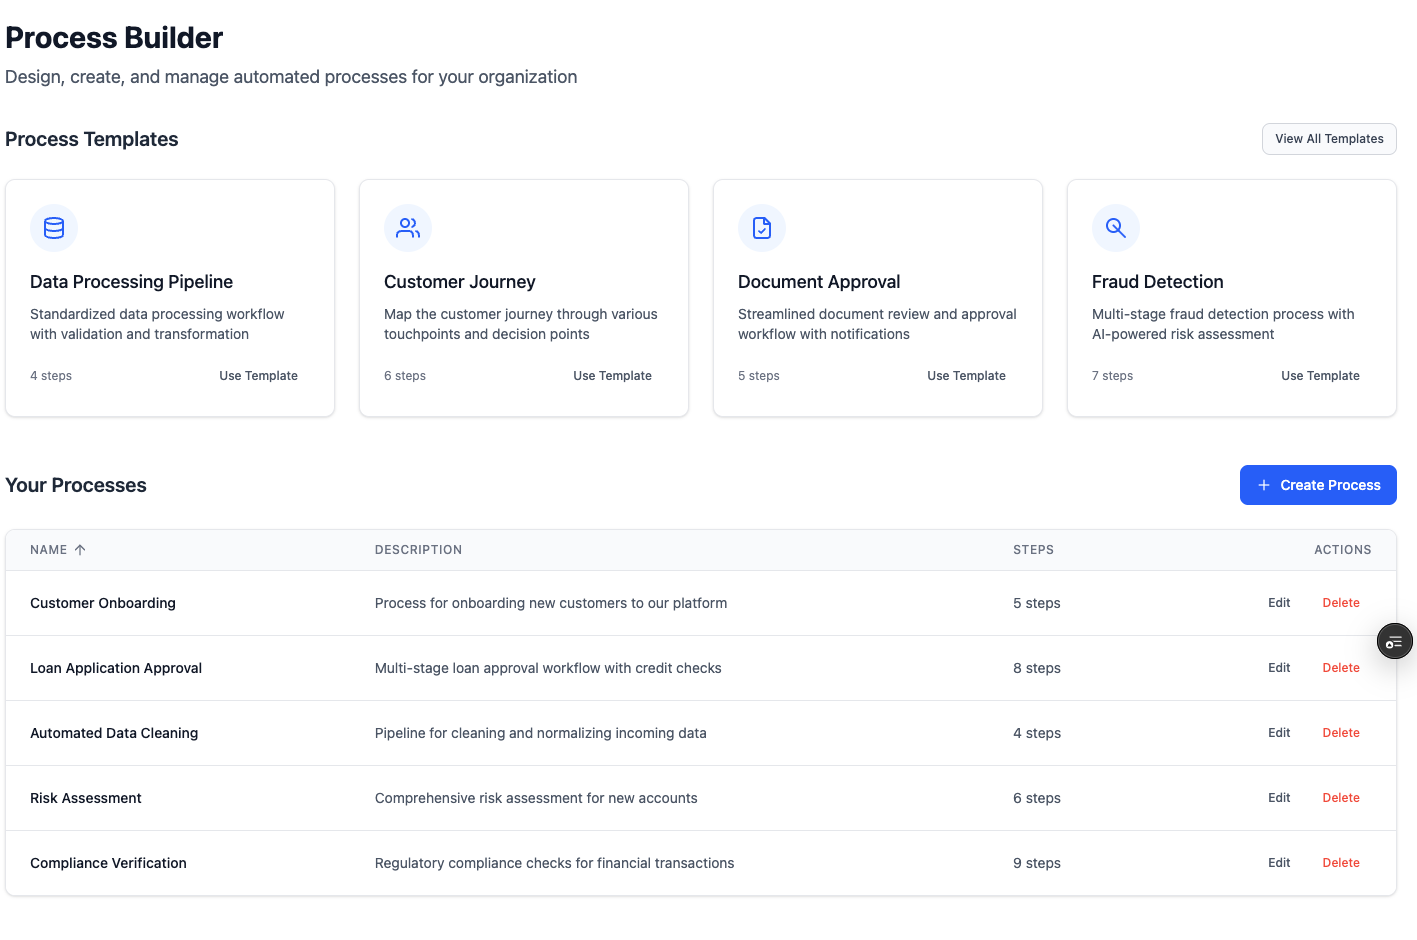 Process Builder
Design, create, and manage automated processes for your organization
Process Templates
View All Templates
Data Processing Pipeline
Standardized data processing workflow
with validation and transformation
4 steps
Use Template
Customer Journey
Map the customer journey through various
touchpoints and decision points
6 steps
Use Template
Document Approval
Streamlined document review and approval
workflow with notifications
5 steps
Use Template
Fraud Detection
Multi-stage fraud detection process with
AI-powered risk assessment
7 steps
Use Template
Your Processes
Create Process
NAME DESCRIPTION STEPS ACTIONS
Customer Onboarding Process for onboarding new customers to our platform 5 steps Edit Delete
Loan Application Approval Multi-stage loan approval workflow with credit checks 8 steps Edit Delete
Automated Data Cleaning Pipeline for cleaning and normalizing incoming data 4 steps Edit Delete
Risk Assessment Comprehensive risk assessment for new accounts 6 steps Edit Delete
Compliance Verification Regulatory compliance checks for financial transactions 9 steps Edit Delete